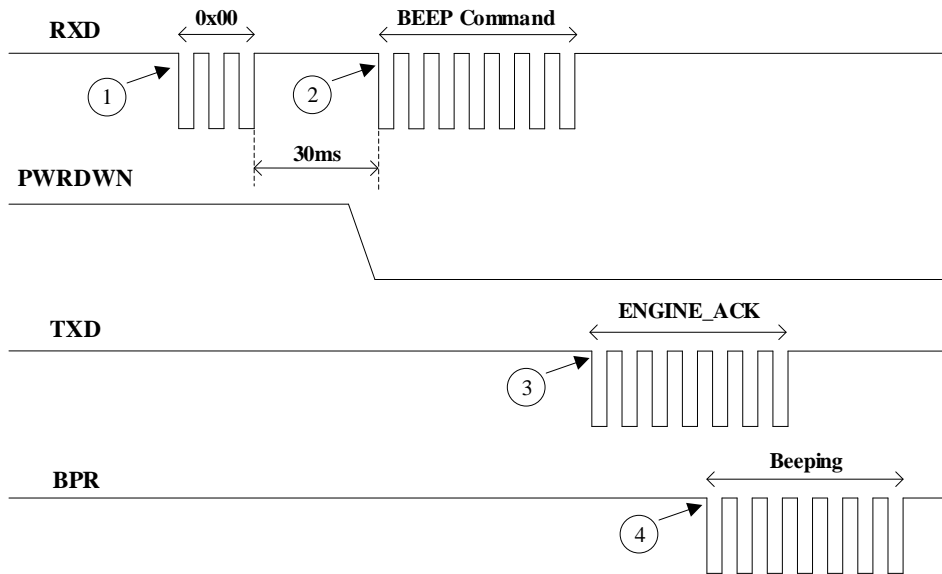 0x00
BEEP Command
RXD
1
2
30ms
PWRDWN
ENGINE_ACK
TXD
3
Beeping
BPR
4